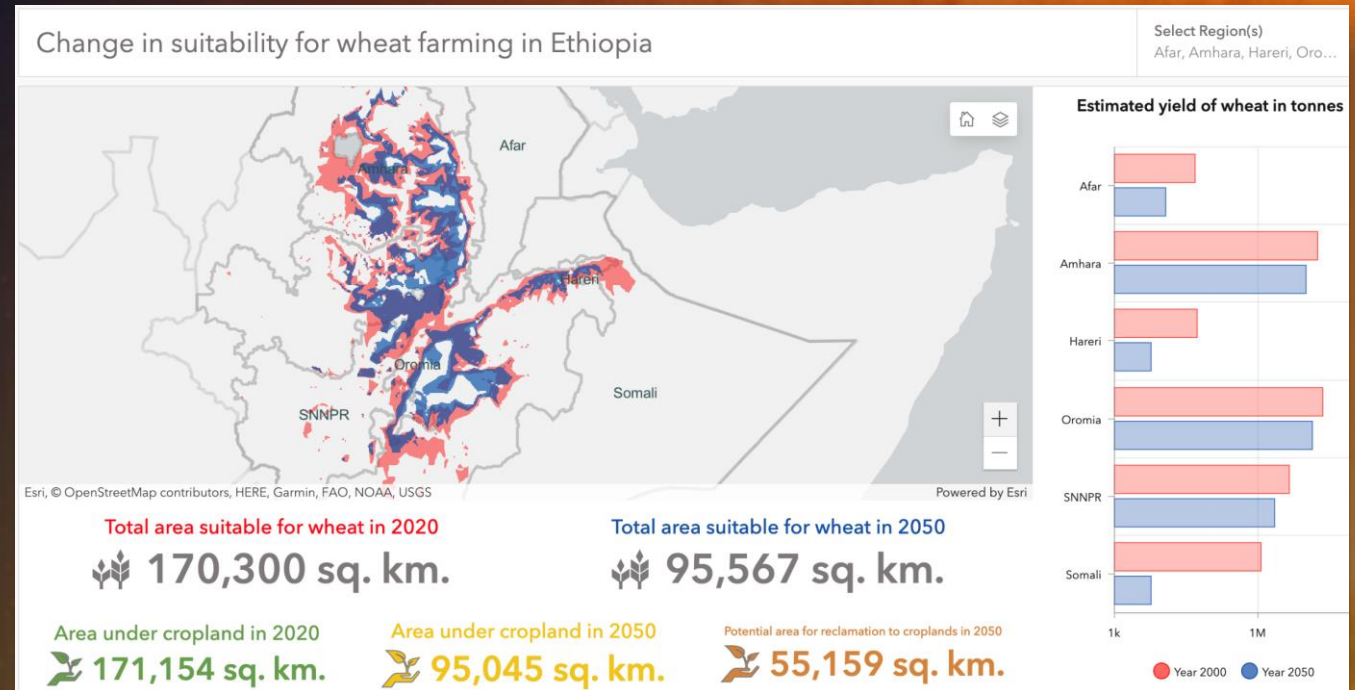 Change in suitability for wheat farming in Ethiopia
Select Region(s)
Afar, Amhara, Hareri, Oro...
Afar
Amhara
Hareri
Oromia
SNNPR
Somali
Esri, © OpenStreetMap contributors, HERE, Garmin, FAO, NOAA, USGS
Powered by Esri
Estimated yield of wheat in tonnes
Afar
Amhara
Hareri
Oromia
SNNPR
Somali
1k 1M
Year 2000 Year 2050
Total area suitable for wheat in 2020
170,300 sq. km.
Total area suitable for wheat in 2050
95,567 sq. km.
Area under cropland in 2020
171,154 sq. km.
Area under cropland in 2050
95,045 sq. km.
Potential area for reclamation to croplands in 2050
55,159 sq. km.